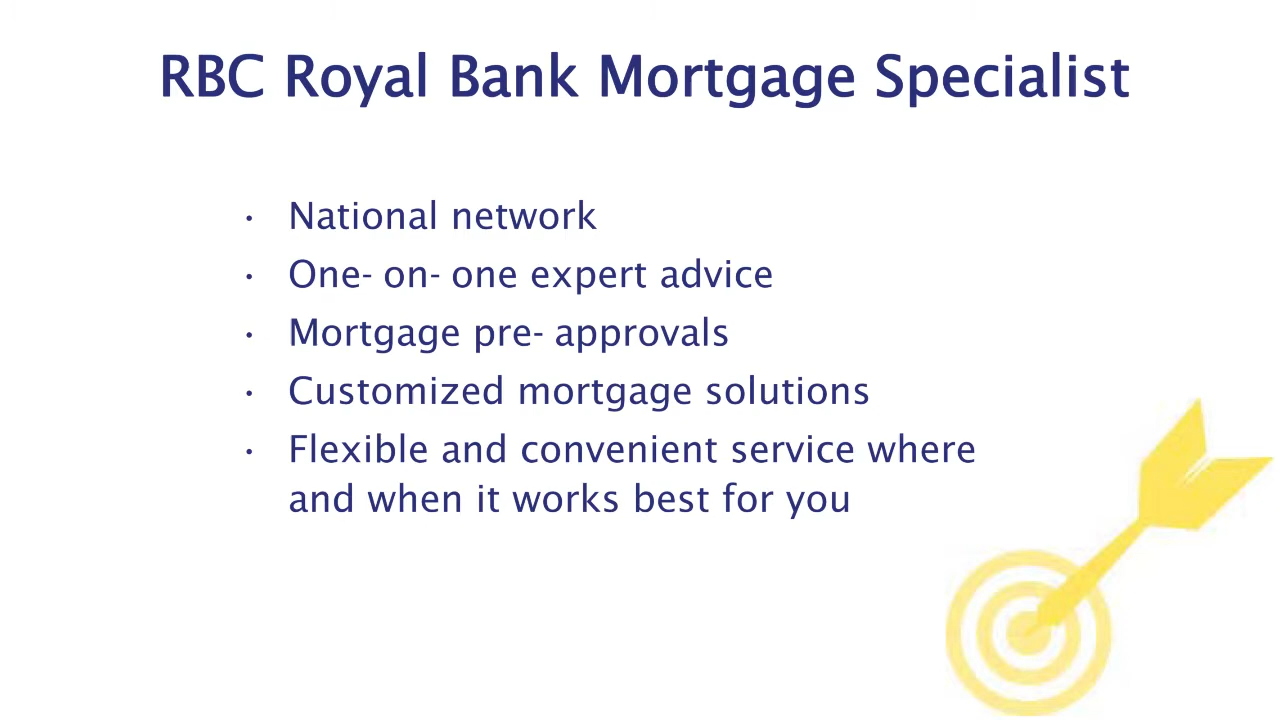 RBC Royal Bank Mortgage Specialist
• National network
• One- on- one expert advice
• Mortgage pre- approvals
• Customized mortgage solutions
• Flexible and convenient service where
and when it works best for you